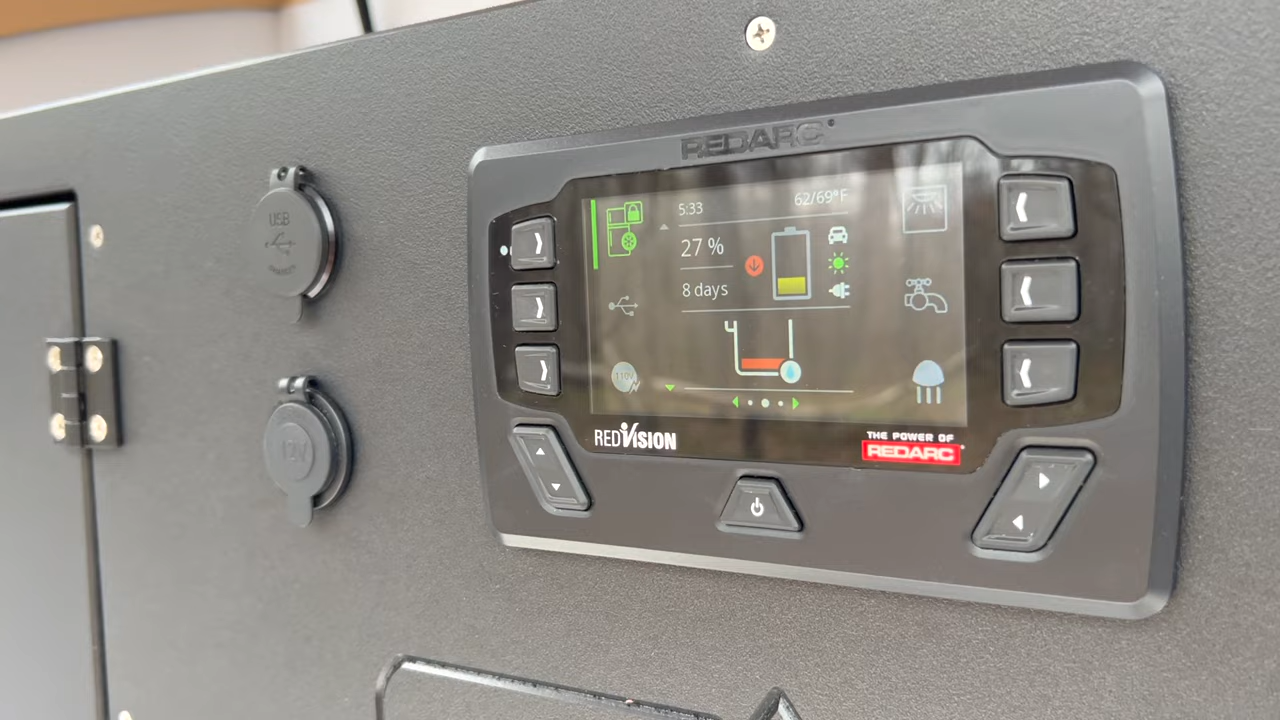 REDARC
USB
5:33
62/69°F
27 %
8 days
110V
12V
REDVISION
THE POWER OF
REDARC